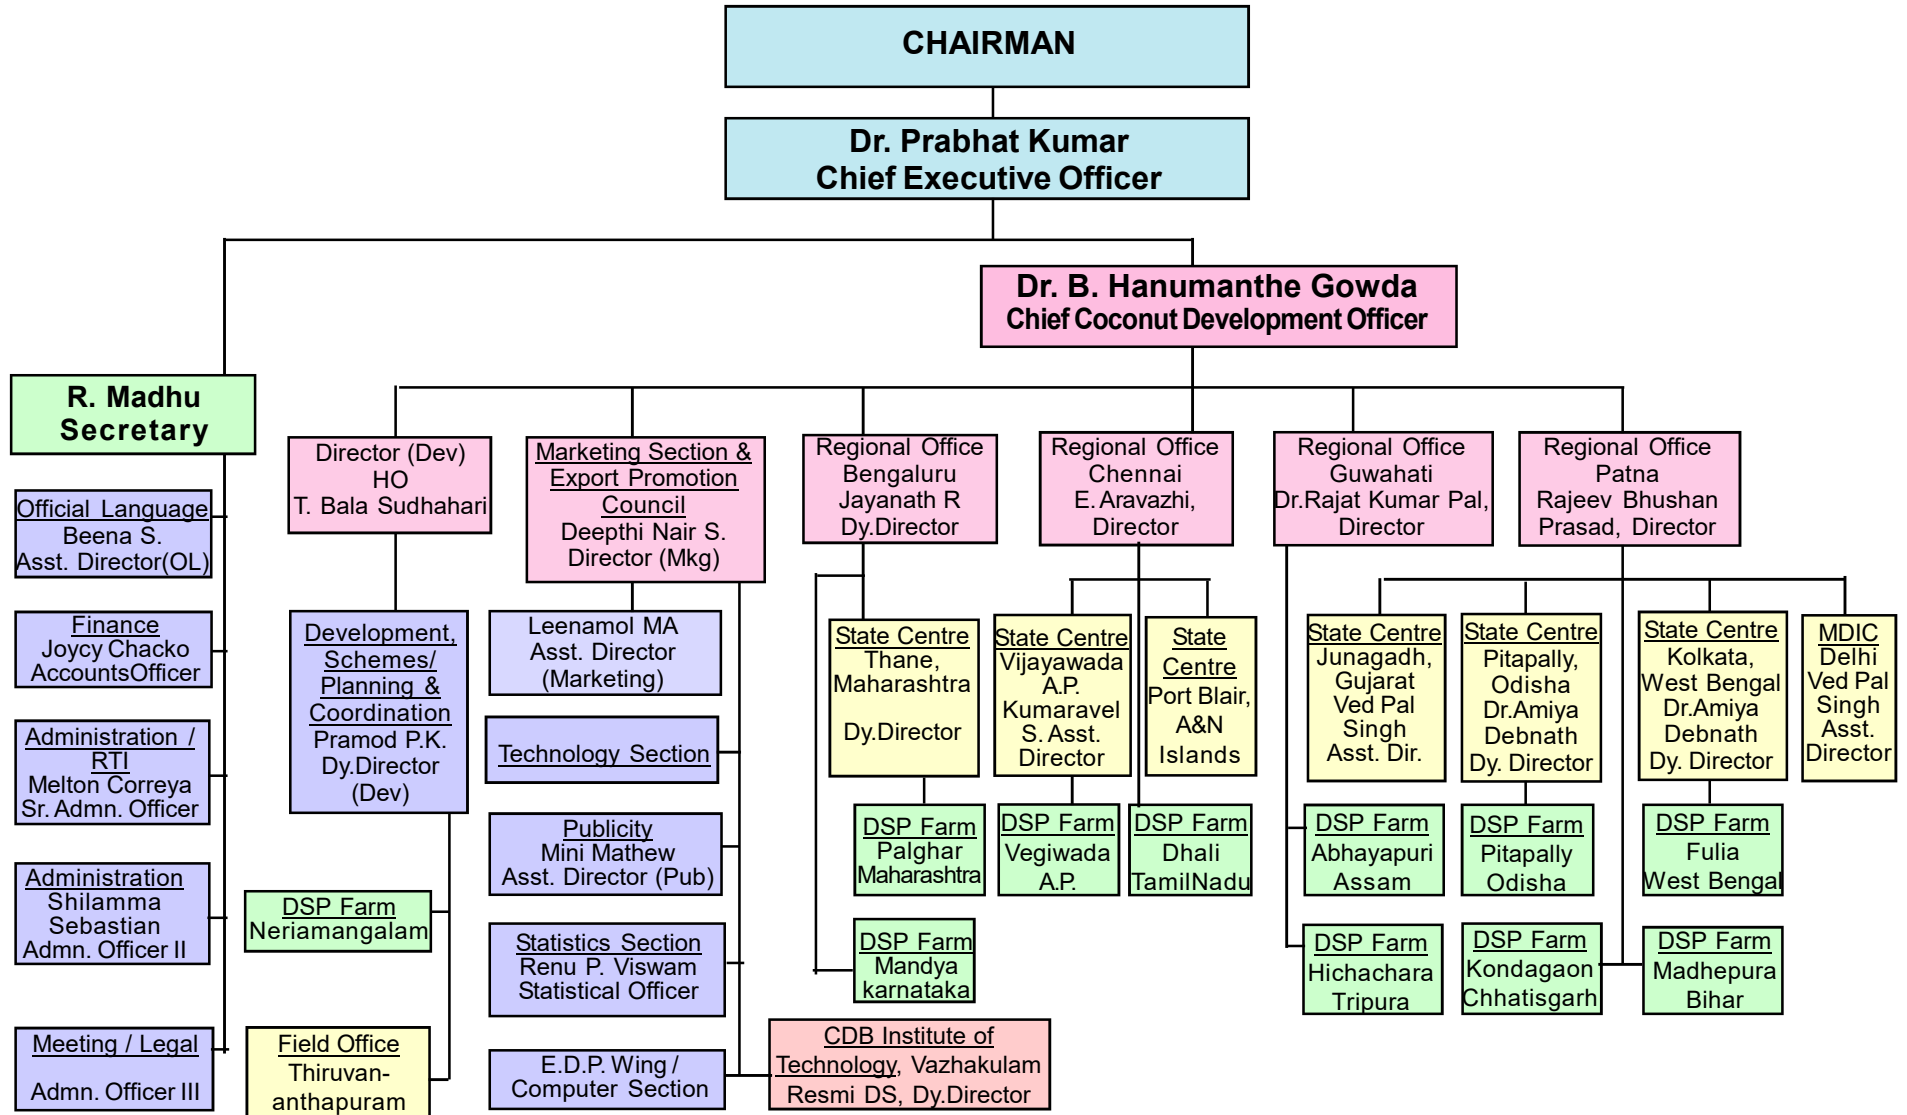 CHAIRMAN
Dr. Prabhat Kumar
Chief Executive Officer
Dr. B. Hanumanthe Gowda
Chief Coconut Development Officer
R. Madhu
Secretary
Official Language
Beena S.
Asst. Director(OL)
Finance
Joycy Chacko
AccountsOfficer
Administration /
RTI
Melton Correya
Sr. Admn. Officer
Administration
Shilamma
Sebastian
Admn. Officer II
Meeting / Legal
Admn. Officer III
Director (Dev)
HO
T. Bala Sudhahari
Development,
Schemes/
Planning &
Coordination
Pramod P.K.
Dy.Director
(Dev)
DSP Farm
Neriamangalam
Field Office
Thiruvan-
anthapuram
Marketing Section &
Export Promotion
Council
Deepthi Nair S.
Director (Mkg)
Leenamol MA
Asst. Director
(Marketing)
Technology Section
Publicity
Mini Mathew
Asst. Director (Pub)
Statistics Section
Renu P. Viswam
Statistical Officer
E.D.P. Wing /
Computer Section
CDB Institute of
Technology, Vazhakulam
Resmi DS, Dy.Director
Regional Office
Bengaluru
Jayanath R
Dy.Director
State Centre
Thane,
Maharashtra
Dy.Director
DSP Farm
Palghar
Maharashtra
DSP Farm
Mandya
karnataka
Regional Office
Chennai
E. Aravazhi,
Director
State Centre
Vijayawada
A.P.
Kumaravel
S. Asst.
Director
State
Centre
Port Blair,
A&N
Islands
DSP Farm
Vegiwada
A.P.
DSP Farm
Dhali
TamilNadu
Regional Office
Guwahati
Dr.Rajat Kumar Pal,
Director
DSP Farm
Abhayapuri
Assam
DSP Farm
Hichachara
Tripura
Regional Office
Patna
Rajeev Bhushan
Prasad, Director
State Centre
Junagadh,
Gujarat
Ved Pal
Singh
Asst. Dir.
State Centre
Pitapally,
Odisha
Dr.Amiya
Debnath
Dy. Director
State Centre
Kolkata,
West Bengal
Dr.Amiya
Debnath
Dy. Director
MDIC
Delhi
Ved Pal
Singh
Asst.
Director
DSP Farm
Pitapally
Odisha
DSP Farm
Fulia
West Bengal
DSP Farm
Kondagaon
Chhatisgarh
DSP Farm
Madhepura
Bihar